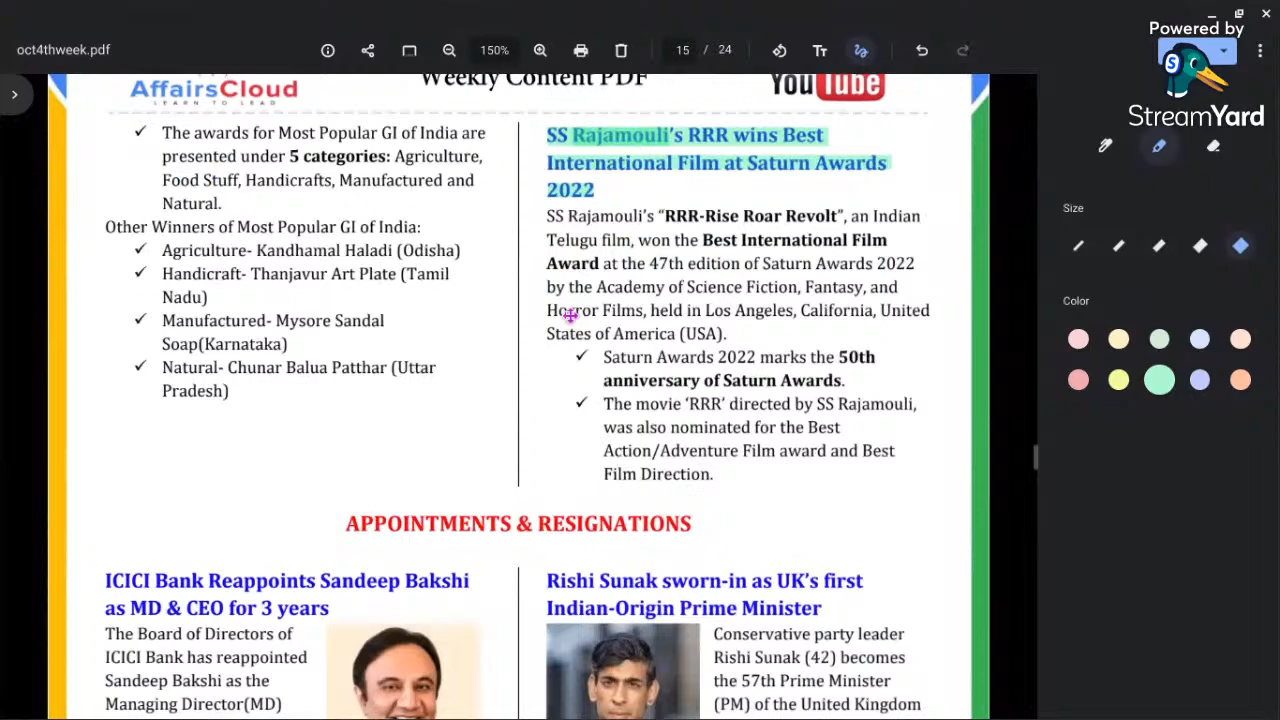 Powered by
StreamYard
oct4thweek.pdf
150%
15 / 24
Size
Color
AffairsCloud
LEARN TO LEAD
Weekly Content PDF
YouTube
✓ The awards for Most Popular GI of India are
presented under 5 categories: Agriculture,
Food Stuff, Handicrafts, Manufactured and
Natural.
Other Winners of Most Popular GI of India:
✓ Agriculture- Kandhamal Haladi (Odisha)
✓ Handicraft- Thanjavur Art Plate (Tamil
Nadu)
✓ Manufactured- Mysore Sandal
Soap(Karnataka)
✓ Natural- Chunar Balua Patthar (Uttar
Pradesh)
SS Rajamouli's RRR wins Best
International Film at Saturn Awards
2022
SS Rajamouli's “RRR-Rise Roar Revolt”, an Indian
Telugu film, won the Best International Film
Award at the 47th edition of Saturn Awards 2022
by the Academy of Science Fiction, Fantasy, and
Horror Films, held in Los Angeles, California, United
States of America (USA).
✓ Saturn Awards 2022 marks the 50th
anniversary of Saturn Awards.
✓ The movie ‘RRR’ directed by SS Rajamouli,
was also nominated for the Best
Action/Adventure Film award and Best
Film Direction.
APPOINTMENTS & RESIGNATIONS
ICICI Bank Reappoints Sandeep Bakshi
as MD & CEO for 3 years
The Board of Directors of
ICICI Bank has reappointed
Sandeep Bakshi as the
Managing Director(MD)
Rishi Sunak sworn-in as UK's first
Indian-Origin Prime Minister
Conservative party leader
Rishi Sunak (42) becomes
the 57th Prime Minister
(PM) of the United Kingdom